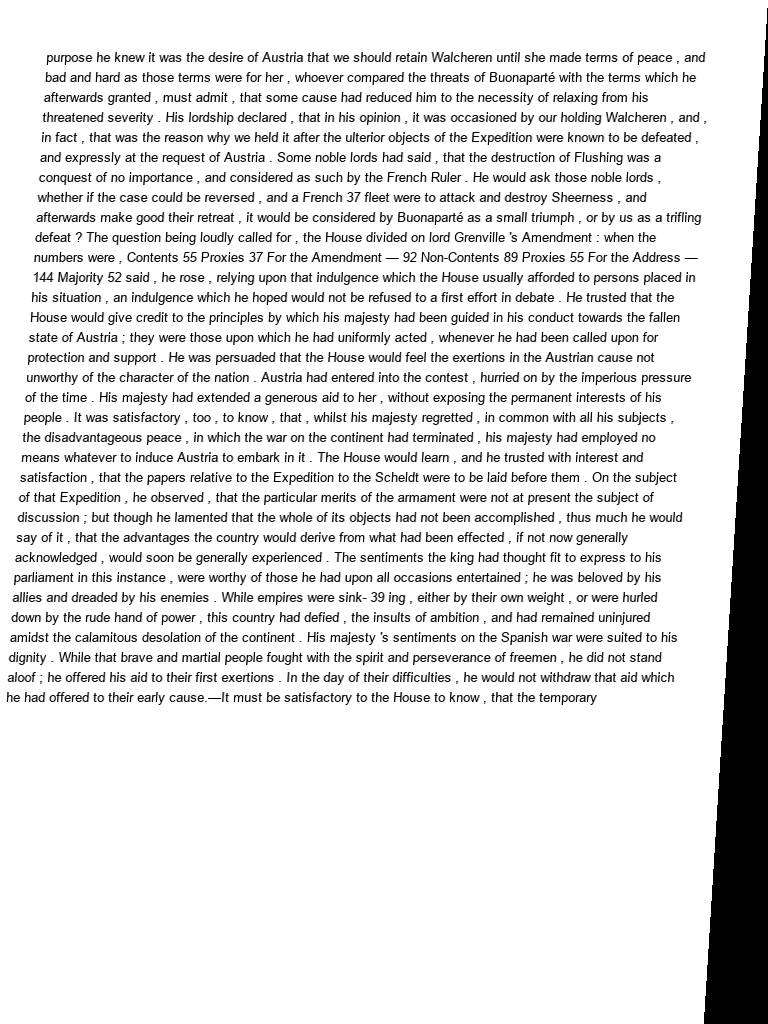 purpose he knew it was the desire of Austria that we should retain Walcheren until she made terms of peace , and
bad and hard as those terms were for her , whoever compared the threats of Buonaparté with the terms which he
afterwards granted , must admit , that some cause had reduced him to the necessity of relaxing from his
threatened severity . His lordship declared , that in his opinion , it was occasioned by our holding Walcheren , and ,
in fact , that was the reason why we held it after the ulterior objects of the Expedition were known to be defeated ,
and expressly at the request of Austria . Some noble lords had said , that the destruction of Flushing was a
conquest of no importance , and considered as such by the French Ruler . He would ask those noble lords ,
whether if the case could be reversed , and a French 37 fleet were to attack and destroy Sheerness , and
afterwards make good their retreat , it would be considered by Buonaparté as a small triumph , or by us as a trifling
defeat ? The question being loudly called for , the House divided on lord Grenville 's Amendment : when the
numbers were , Contents 55 Proxies 37 For the Amendment — 92 Non-Contents 89 Proxies 55 For the Address —
144 Majority 52 said , he rose , relying upon that indulgence which the House usually afforded to persons placed in
his situation , an indulgence which he hoped would not be refused to a first effort in debate . He trusted that the
House would give credit to the principles by which his majesty had been guided in his conduct towards the fallen
state of Austria ; they were those upon which he had uniformly acted , whenever he had been called upon for
protection and support . He was persuaded that the House would feel the exertions in the Austrian cause not
unworthy of the character of the nation . Austria had entered into the contest , hurried on by the imperious pressure
of the time . His majesty had extended a generous aid to her , without exposing the permanent interests of his
people . It was satisfactory , too , to know , that , whilst his majesty regretted , in common with all his subjects ,
the disadvantageous peace , in which the war on the continent had terminated , his majesty had employed no
means whatever to induce Austria to embark in it . The House would learn , and he trusted with interest and
satisfaction , that the papers relative to the Expedition to the Scheldt were to be laid before them . On the subject
of that Expedition , he observed , that the particular merits of the armament were not at present the subject of
discussion ; but though he lamented that the whole of its objects had not been accomplished , thus much he would
say of it , that the advantages the country would derive from what had been effected , if not now generally
acknowledged , would soon be generally experienced . The sentiments the king had thought fit to express to his
parliament in this instance , were worthy of those he had upon all occasions entertained ; he was beloved by his
allies and dreaded by his enemies . While empires were sink- 39 ing , either by their own weight , or were hurled
down by the rude hand of power , this country had defied , the insults of ambition , and had remained uninjured
amidst the calamitous desolation of the continent . His majesty 's sentiments on the Spanish war were suited to his
dignity . While that brave and martial people fought with the spirit and perseverance of freemen , he did not stand
aloof ; he offered his aid to their first exertions . In the day of their difficulties , he would not withdraw that aid which
he had offered to their early cause.—It must be satisfactory to the House to know , that the temporary